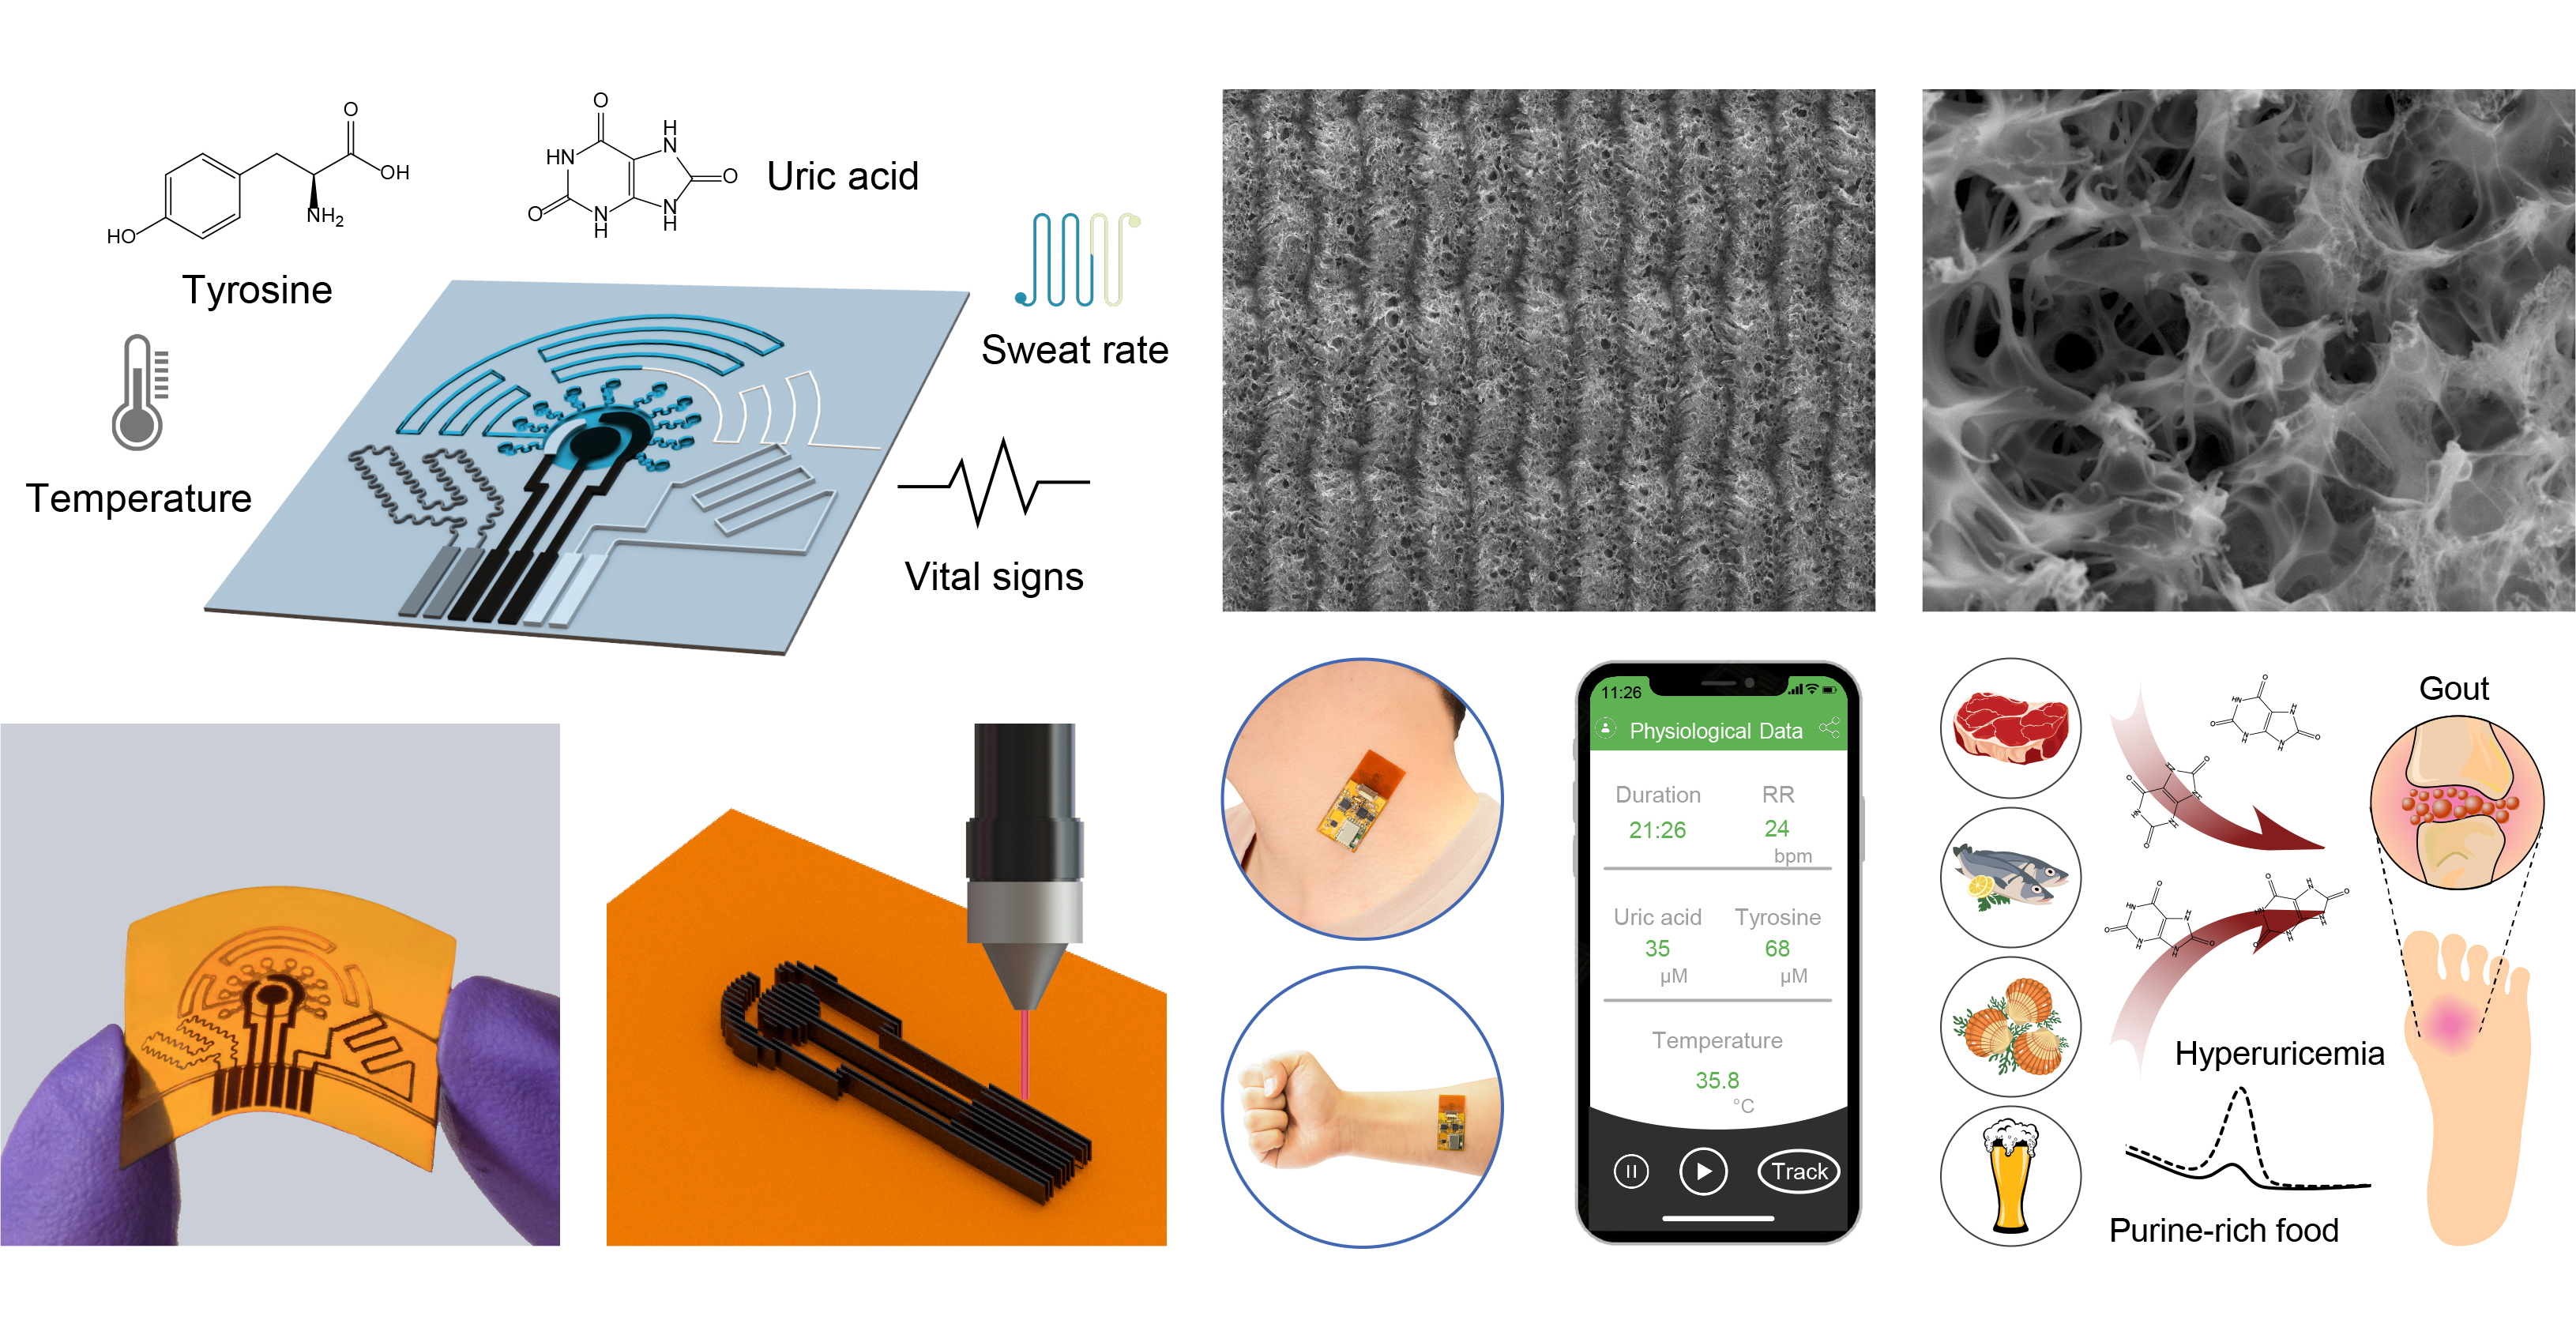 O
OH
NH2
HO
Tyrosine
O
H
N
HN
O
O
N
H
N
H
Uric acid
Sweat rate
Temperature
Vital signs
11:26
Physiological Data
Duration
RR
21:26
24
bpm
Uric acid
Tyrosine
35
68
µM
µM
Temperature
35.8
°C
Track
Gout
Hyperuricemia
Purine-rich food